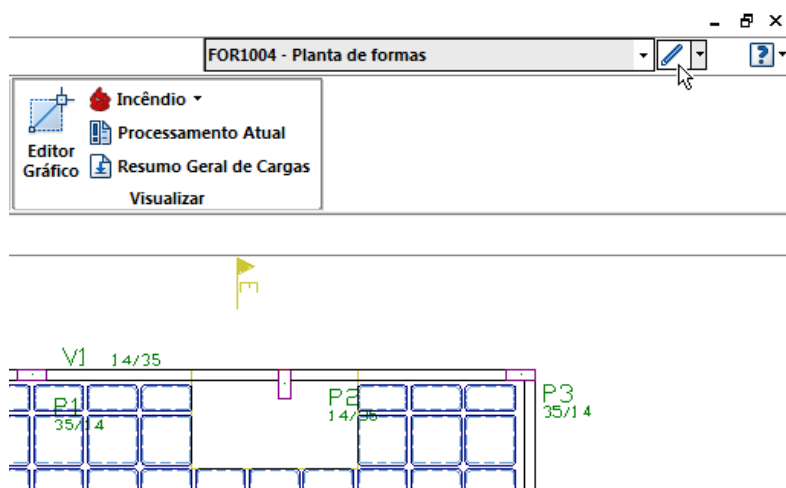 FOR1004 - Planta de formas
?
Incêndio
Editor
Gráfico
Processamento Atual
Resumo Geral de Cargas
Visualizar
E
V1 14/35
P1
35/14
P2
14/35
P3
35/14